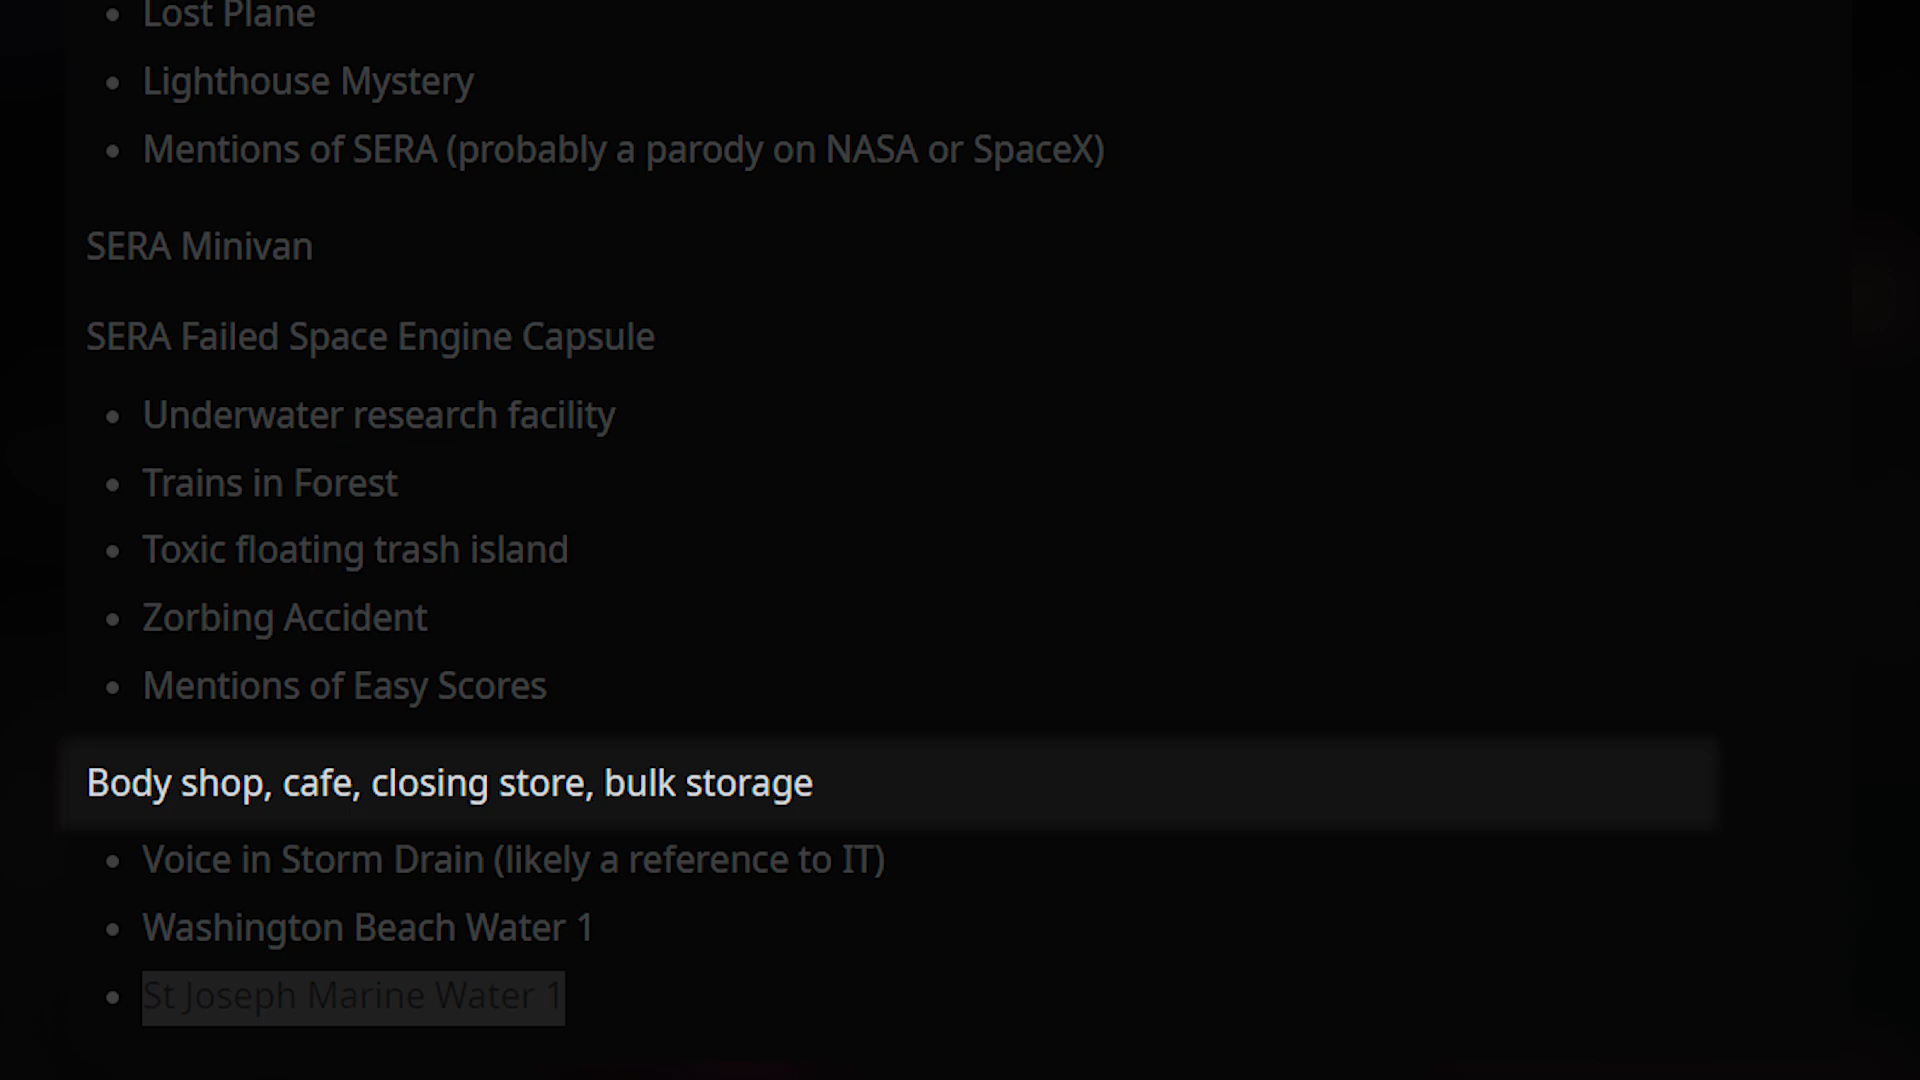 Lost Plane
Lighthouse Mystery
Mentions of SERA (probably a parody on NASA or SpaceX)
SERA Minivan
SERA Failed Space Engine Capsule
Underwater research facility
Trains in Forest
Toxic floating trash island
Zorbing Accident
Mentions of Easy Scores
Body shop, cafe, closing store, bulk storage
Voice in Storm Drain (likely a reference to IT)
Washington Beach Water 1
St Joseph Marine Water 1